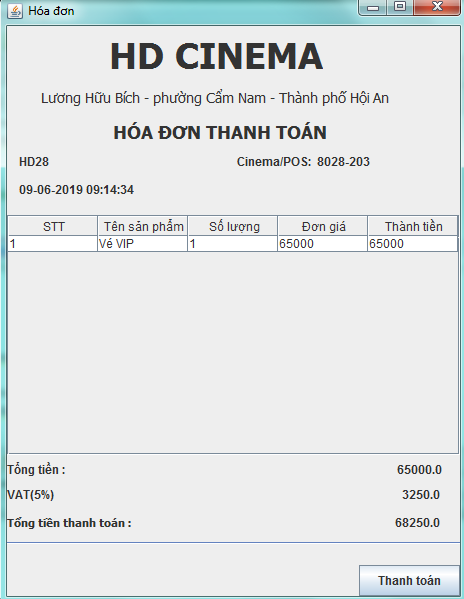 Hóa đơn
HD CINEMA
Lương Hữu Bích - phường Cẩm Nam - Thành phố Hội An
HÓA ĐƠN THANH TOÁN
HD28 Cinema/POS: 8028-203
09-06-2019 09:14:34
STT Tên sản phẩm Số lượng Đơn giá Thành tiền
1 Vé VIP 1 65000 65000
Tổng tiền : 65000.0
VAT(5%) 3250.0
Tổng tiền thanh toán : 68250.0
Thanh toán